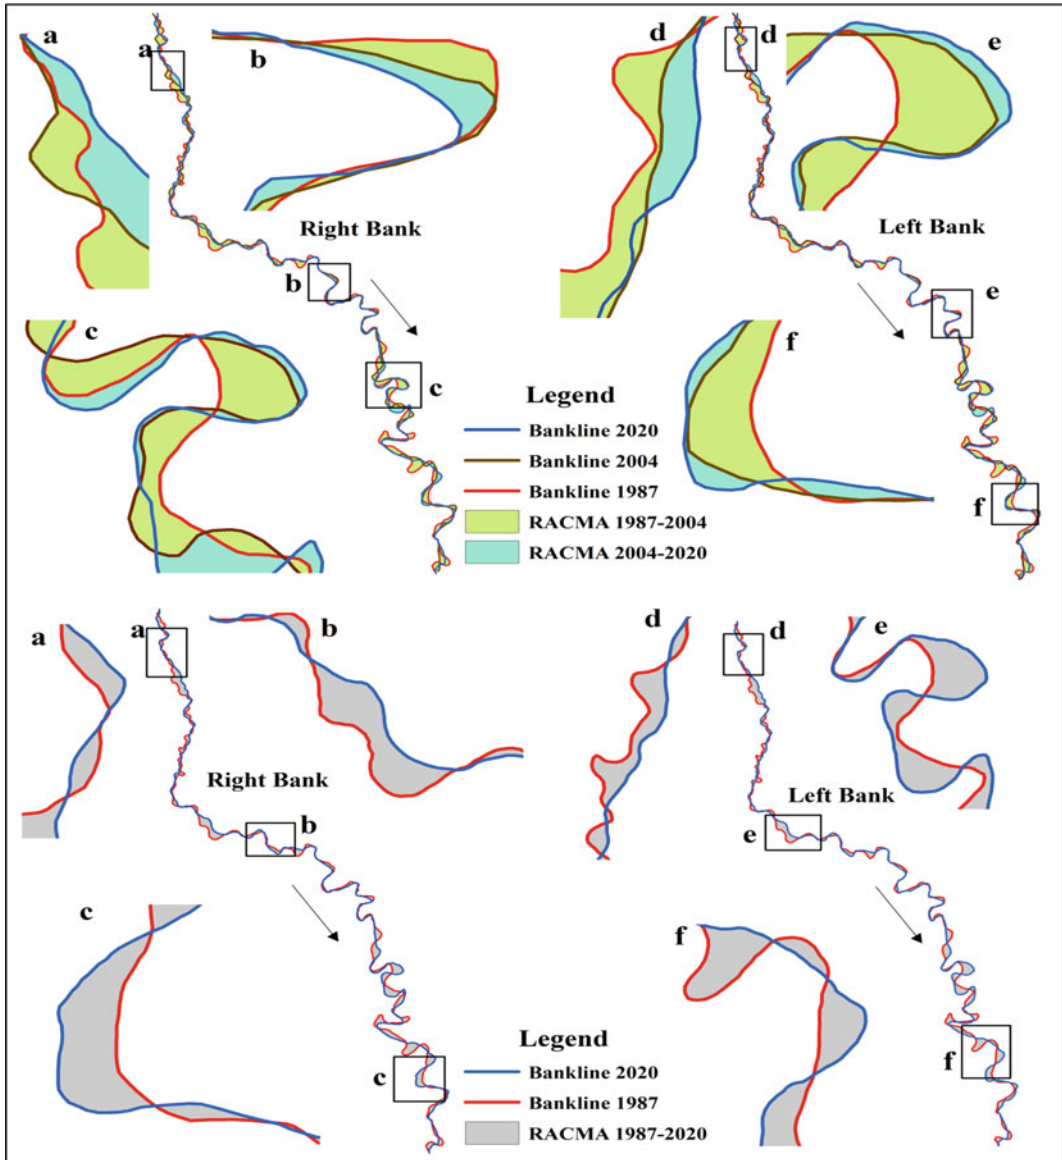 a
a
b
d
d
e
Right Bank
Left Bank
b
e
c
c
f
f
Legend
Bankline 2020
Bankline 2004
Bankline 1987
RACMA 1987-2004
RACMA 2004-2020
a
a
b
d
d
e
Right Bank
Left Bank
b
e
c
f
f
c
Legend
Bankline 2020
Bankline 1987
RACMA 1987-2020